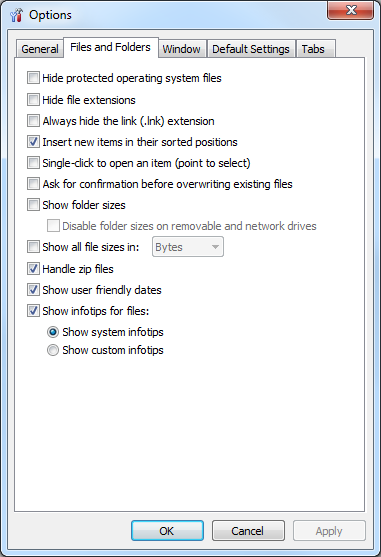 Options
General Files and Folders Window Default Settings Tabs
Hide protected operating system files
Hide file extensions
Always hide the link (.lnk) extension
Insert new items in their sorted positions
Single-click to open an item (point to select)
Ask for confirmation before overwriting existing files
Show folder sizes
Disable folder sizes on removable and network drives
Show all file sizes in: Bytes
Handle zip files
Show user friendly dates
Show infotips for files:
Show system infotips
Show custom infotips
OK Cancel Apply